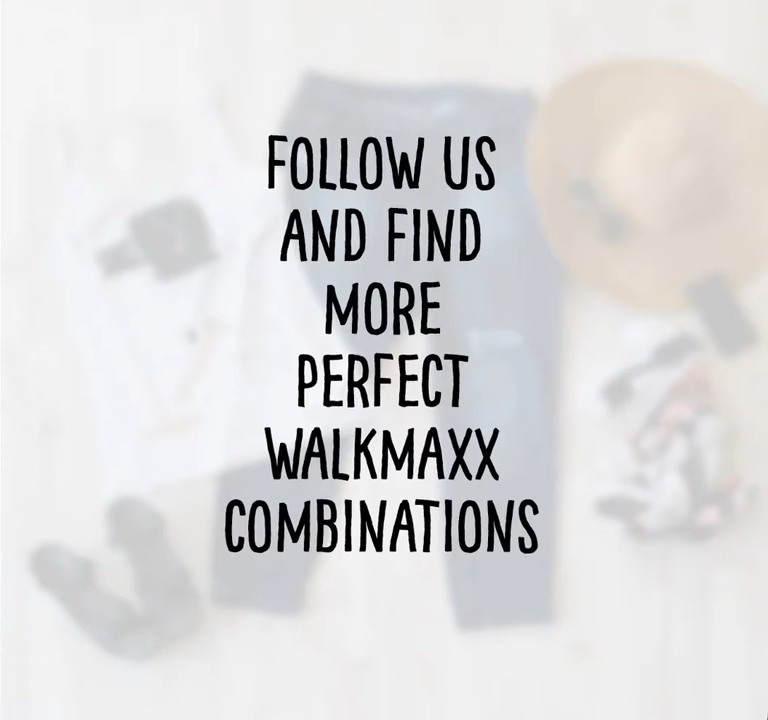 FOLLOW US
AND FIND
MORE
PERFECT
WALKMAXX
COMBINATIONS